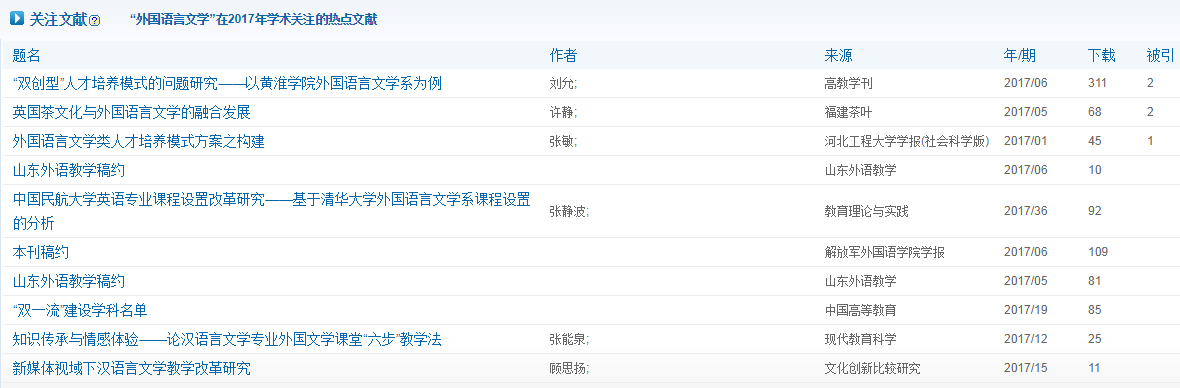 关注文献 “外国语言文学”在2017年学术关注的热点文献
题名 作者 来源 年/期 下载 被引
“双创型”人才培养模式的问题研究——以黄淮学院外国语言文学系为例 刘允; 高教学刊 2017/06 311 2
英国茶文化与外国语言文学的融合发展 许静; 福建茶叶 2017/05 68 2
外国语言文学类人才培养模式方案之构建 张敏; 河北工程大学学报(社会科学版) 2017/01 45 1
山东外语教学稿约 山东外语教学 2017/06 10
中国民航大学英语专业课程设置改革研究——基于清华大学外国语言文学系课程设置
的分析 张静波; 教育理论与实践 2017/36 92
本刊稿约 解放军外国语学院学报 2017/06 109
山东外语教学稿约 山东外语教学 2017/05 81
“双一流”建设学科名单 中国高等教育 2017/19 85
知识传承与情感体验——论汉语言文学专业外国文学课堂“六步”教学法 张能泉; 现代教育科学 2017/12 25
新媒体视域下汉语言文学教学改革研究 顾思扬; 文化创新比较研究 2017/15 11